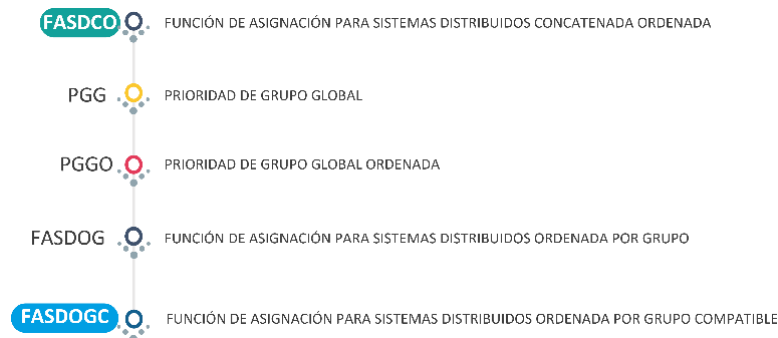 FASDCO FUNCIÓN DE ASIGNACIÓN PARA SISTEMAS DISTRIBUIDOS CONCATENADA ORDENADA
PGG PRIORIDAD DE GRUPO GLOBAL
PGGO PRIORIDAD DE GRUPO GLOBAL ORDENADA
FASDOG FUNCIÓN DE ASIGNACIÓN PARA SISTEMAS DISTRIBUIDOS ORDENADA POR GRUPO
FASDOGC FUNCIÓN DE ASIGNACIÓN PARA SISTEMAS DISTRIBUIDOS ORDENADA POR GRUPO COMPATIBLE